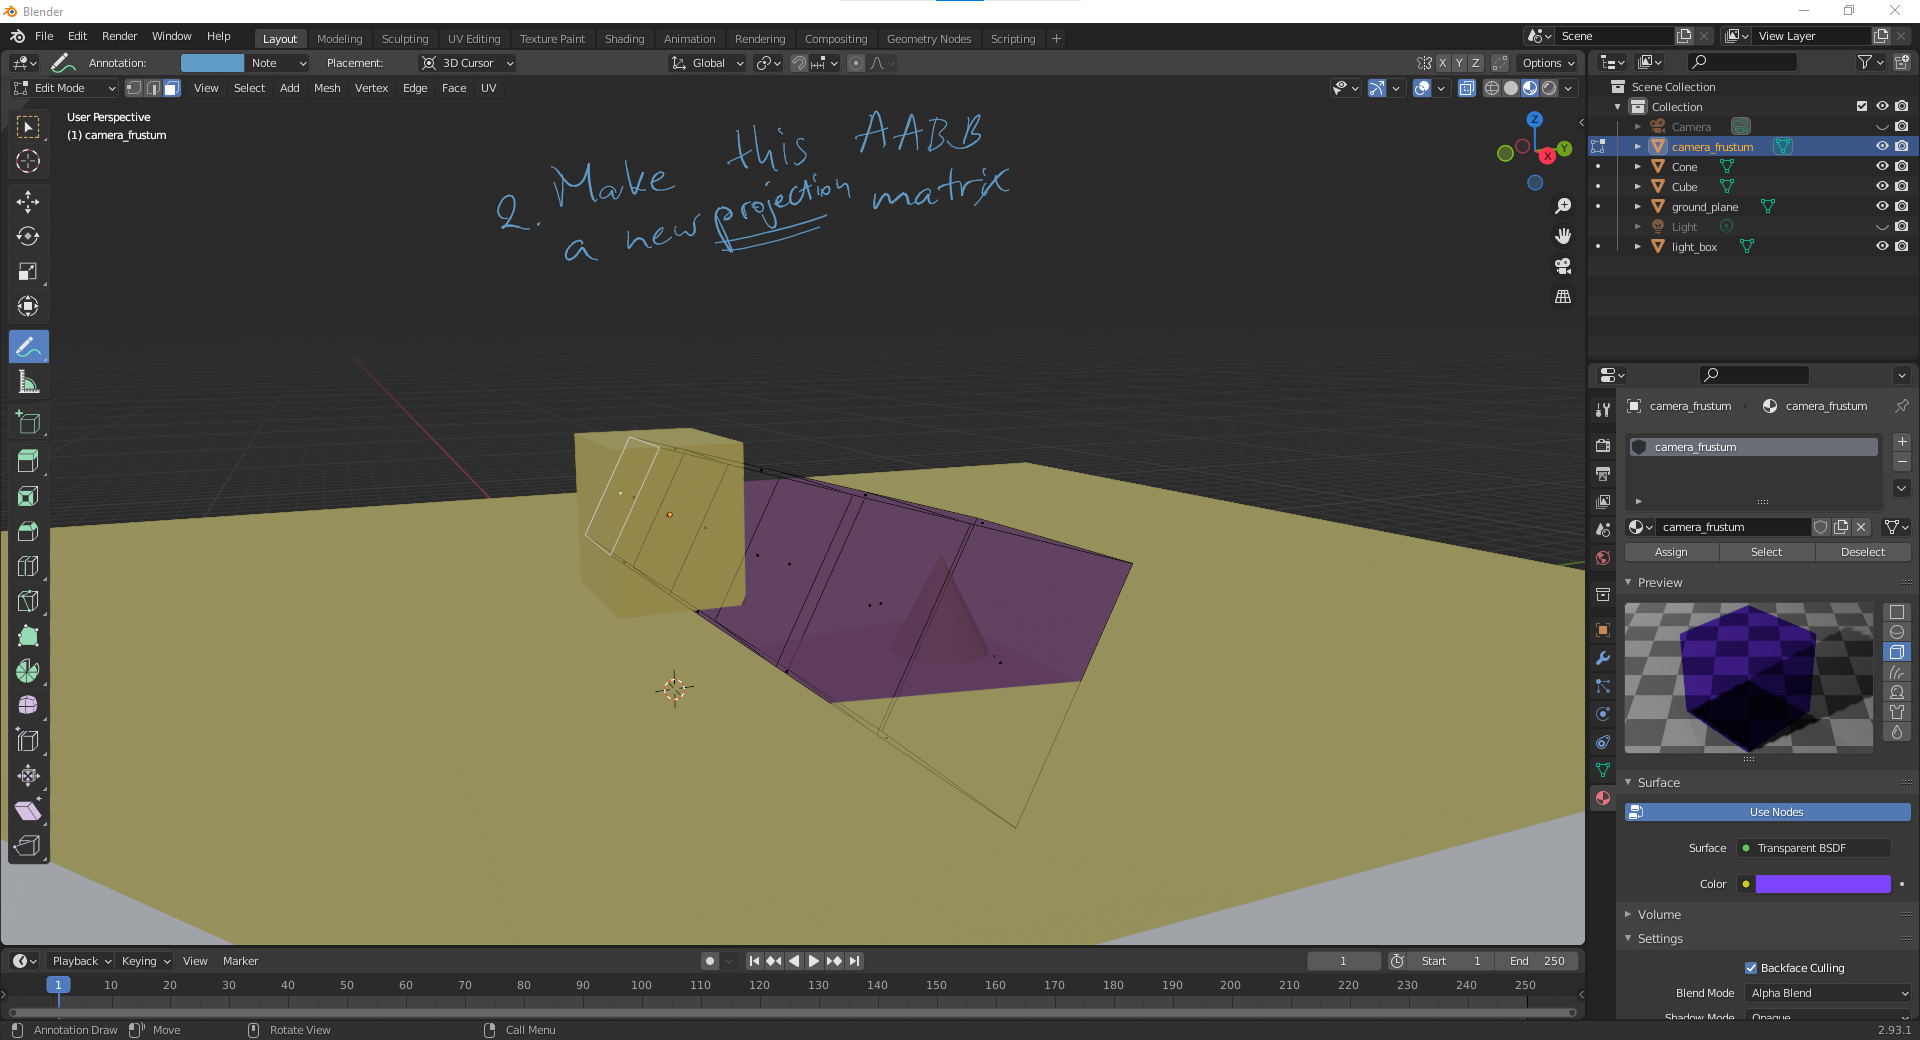 Blender
File Edit Render Window Help Layout Modeling Sculpting UV Editing Texture Paint Shading Animation Rendering Compositing Geometry Nodes Scripting + Scene View Layer
Annotation: Note Placement: 3D Cursor Global X Y Z Options
Edit Mode View Select Add Mesh Vertex Edge Face UV
User Perspective
(1) camera_frustum
2. Make this AABB
a new projection matrix
Z
Y
X
Scene Collection
Collection
Camera
camera_frustum
Cone
Cube
ground_plane
Light
light_box
camera_frustum camera_frustum
camera_frustum
camera_frustum
Assign Select Deselect
Preview
Surface
Use Nodes
Surface Transparent BSDF
Color
Volume
Settings
Backface Culling
Blend Mode Alpha Blend
Shadow Mode Opaque
Playback Keying View Marker 1 Start 1 End 250
1 10 20 30 40 50 60 70 80 90 100 110 120 130 140 150 160 170 180 190 200 210 220 230 240 250
Annotation Draw Move Rotate View Call Menu 2.93.1